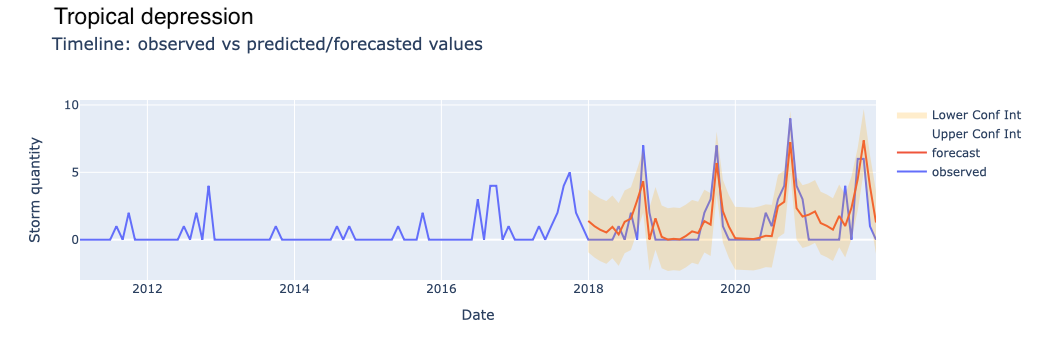 Tropical depression
Timeline: observed vs predicted/forecasted values
Storm quantity
10
5
0
2012
2014
2016
2018
2020
Date
Lower Conf Int
Upper Conf Int
forecast
observed